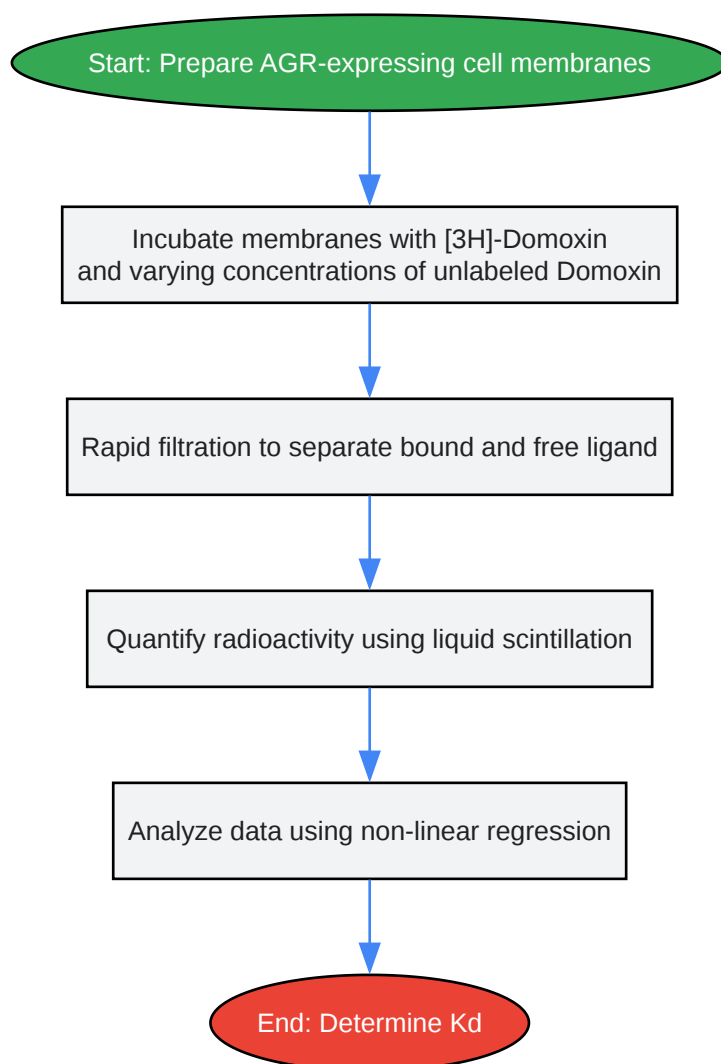 Start: Prepare AGR-expressing cell membranes
Incubate membranes with [3H]-Domoxin
and varying concentrations of unlabeled Domoxin
Rapid filtration to separate bound and free ligand
Quantify radioactivity using liquid scintillation
Analyze data using non-linear regression
End: Determine Kd